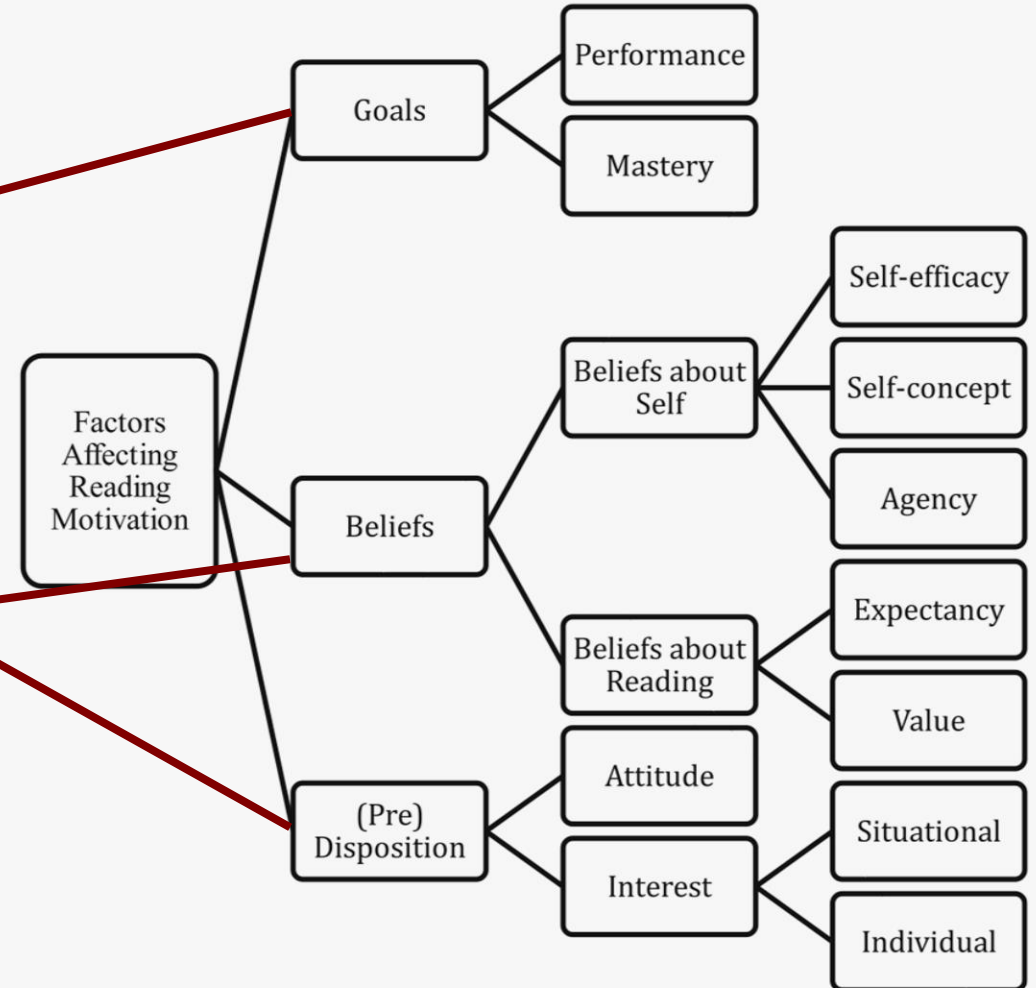 Factors
Affecting
Reading
Motivation
Goals
Performance
Mastery
Beliefs
Beliefs about
Self
Self-efficacy
Self-concept
Agency
Beliefs about
Reading
Expectancy
Value
(Pre)
Disposition
Attitude
Interest
Situational
Individual